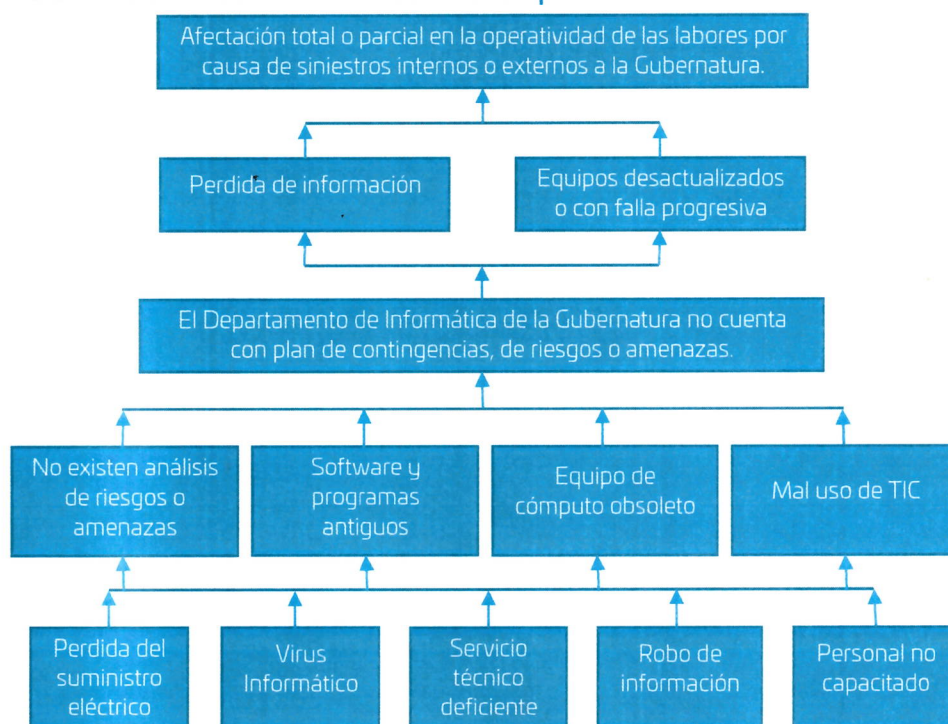 Afectación total o parcial en la operatividad de las labores por
causa de siniestros internos o externos a la Gubernatura.
Perdida de información
Equipos desactualizados
o con falla progresiva
El Departamento de Informática de la Gubernatura no cuenta
con plan de contingencias, de riesgos o amenazas.
No existen análisis
de riesgos o
amenazas
Software y
programas
antiguos
Equipo de
cómputo obsoleto
Mal uso de TIC
Perdida del
suministro
eléctrico
Virus
Informático
Servicio
técnico
deficiente
Robo de
información
Personal no
capacitado